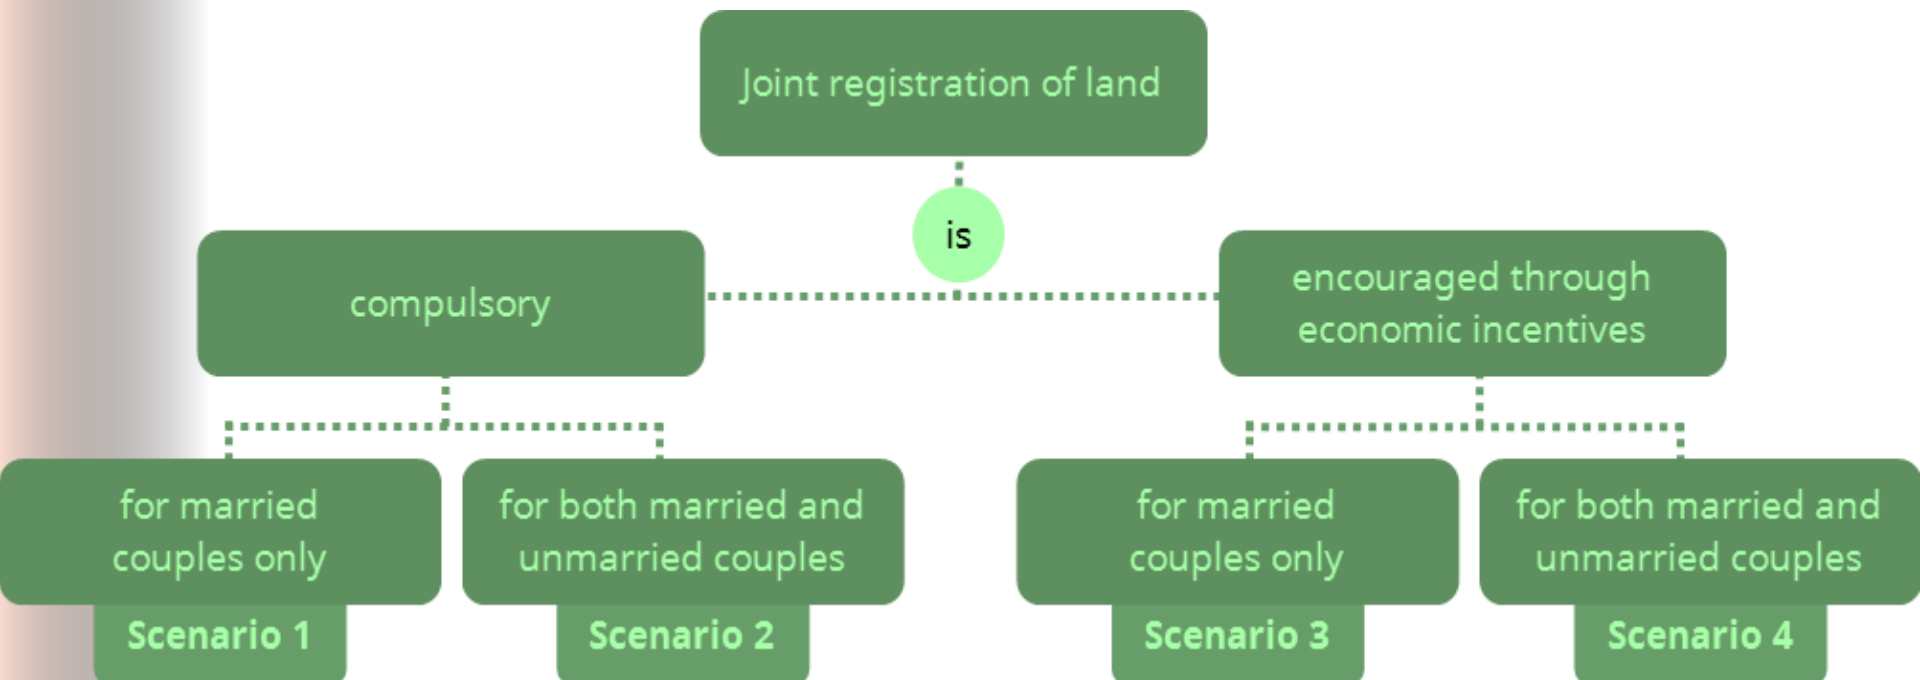 Joint registration of land
is
compulsory
encouraged through
economic incentives
for married
couples only
for both married and
unmarried couples
for married
couples only
for both married and
unmarried couples
Scenario 1
Scenario 2
Scenario 3
Scenario 4